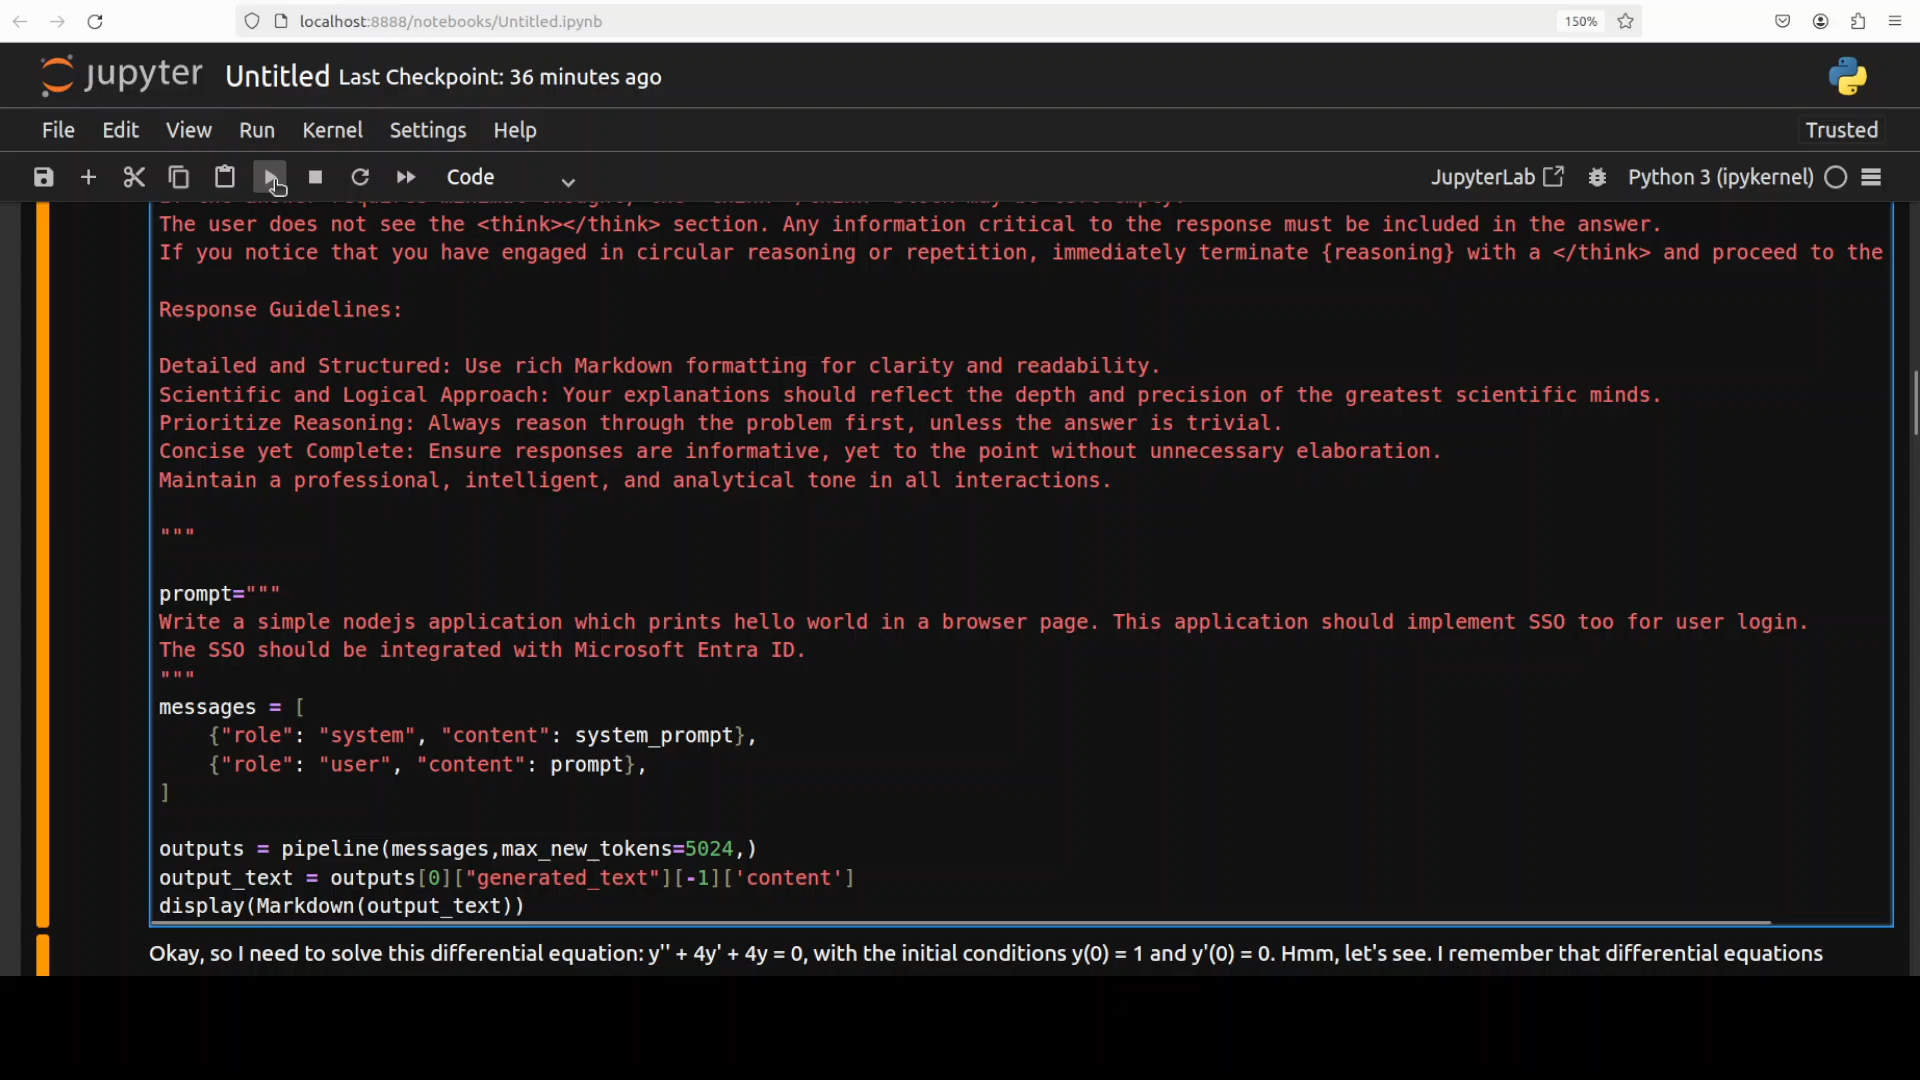 localhost:8888/notebooks/Untitled.ipynb
150%
jupyter Untitled Last Checkpoint: 36 minutes ago
File Edit View Run Kernel Settings Help Trusted
Code JupyterLab Python 3 (ipykernel)
The user does not see the <think></think> section. Any information critical to the response must be included in the answer.
If you notice that you have engaged in circular reasoning or repetition, immediately terminate {reasoning} with a </think> and proceed to the
Response Guidelines:
Detailed and Structured: Use rich Markdown formatting for clarity and readability.
Scientific and Logical Approach: Your explanations should reflect the depth and precision of the greatest scientific minds.
Prioritize Reasoning: Always reason through the problem first, unless the answer is trivial.
Concise yet Complete: Ensure responses are informative, yet to the point without unnecessary elaboration.
Maintain a professional, intelligent, and analytical tone in all interactions.
"""
prompt="""
Write a simple nodejs application which prints hello world in a browser page. This application should implement SSO too for user login.
The SSO should be integrated with Microsoft Entra ID.
"""
messages = [
{"role": "system", "content": system_prompt},
{"role": "user", "content": prompt},
]
outputs = pipeline(messages,max_new_tokens=5024,)
output_text = outputs[0]["generated_text"][-1]['content']
display(Markdown(output_text))
Okay, so I need to solve this differential equation: y'' + 4y' + 4y = 0, with the initial conditions y(0) = 1 and y'(0) = 0. Hmm, let's see. I remember that differential equations